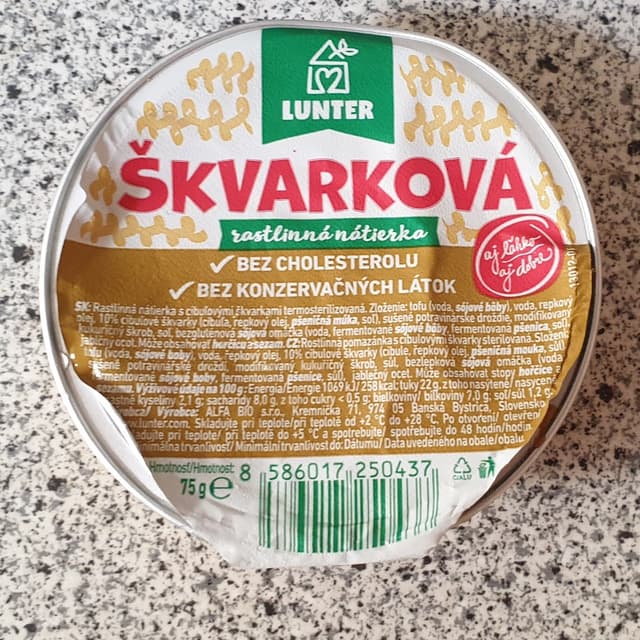 LUNTER
ŠKVARKOVÁ
rastlinná nátierka
aj ľahko
aj dobre
✓ BEZ CHOLESTEROLU
✓ BEZ KONZERVAČNÝCH LÁTOK
SK: Rastlinná nátierka s cibuľovými škvarkami termosterilizovaná. Zloženie: tofu (voda, sójové bôby), voda, repkový
olej, 10% cibuľové škvarky (cibuľa, repkový olej, pšeničná múka, soľ), sušené potravinárske droždie, modifikovaný
kukuričný škrob, soľ, bezgluténová sójová omáčka (voda, fermentované sójové bôby, fermentovaná pšenica, soľ,
jablčný ocot. Môže obsahovať horčicu a sezam. CZ: Rostlinná pomazánka s cibulovými škvarky sterilovaná. Složení:
tofu (voda, sójové boby), voda, řepkový olej, 10% cibulové škvarky (cibule, řepkový olej, pšeničná mouka, sůl),
sušené potravinářské droždí, modifikovaný kukuřičný škrob, sůl, bezlepková sójová omáčka (voda,
fermentované sójové boby, fermentované pšenice, sůl), jablečný ocet. Může obsahovat stopy hořčice a
sezamu. Výživové údaje na 100 g: Energia/Energie 1069 kJ/ 258 kcal; tuky 22 g, z toho nasýtené / nasycené
mastné kyseliny 2,1 g; sacharidy 8,0 g, z toho cukry < 0,5 g; bielkoviny/ bílkoviny 7,0 g; soľ/ sůl 1,2 g.
Výrobca/ Výrobce: ALFA BIO s.r.o., Kremnička 71, 974 05 Banská Bystrica, Slovensko
lunter.com. Skladujte pri teplote/při teplotě od +2 °C do +28 °C. Po otvorení/ otevření
skladujte pri teplote/ při teplotě do +5 °C a spotrebujte/ spotřebujte do 48 hodín/hodin.
Minimálna trvanlivosť/ Minimální trvanlivost do: Dátumu/ Data uvedeného na obale/obalu.
Hmotnosť/Hmotnost:
75 g ℮
8 586017 250437
C/ALU